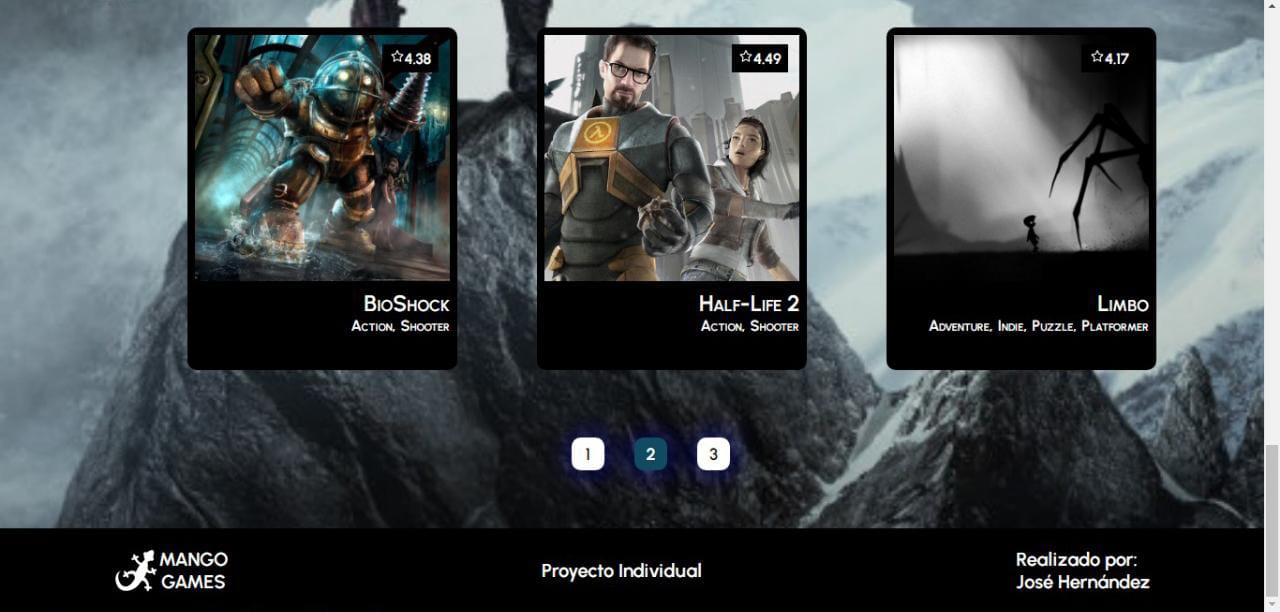 4.38
4.49
4.17
BioShock
Action, Shooter
Half-Life 2
Action, Shooter
Limbo
Adventure, Indie, Puzzle, Platformer
1
2
3
MANGO
GAMES
Proyecto Individual
Realizado por:
José Hernández